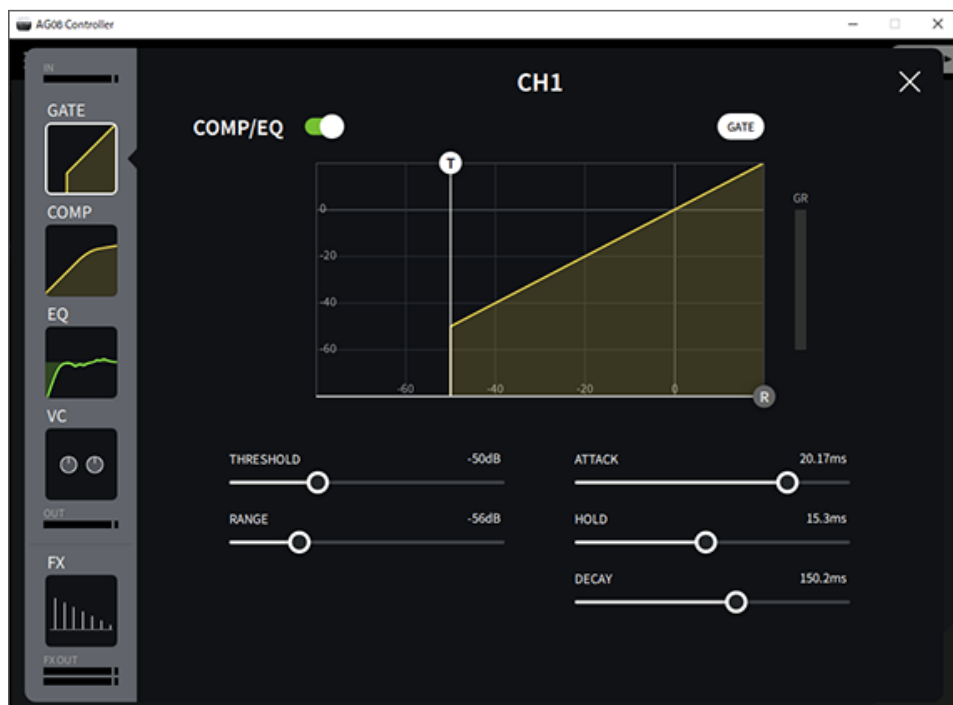 AG08 Controller
IN
GATE
COMP
EQ
VC
OUT
FX
FX OUT
CH1
COMP/EQ
GATE
T
GR
0
-20
-40
-60
-60
-40
-20
0
R
THRESHOLD -50dB
RANGE -56dB
ATTACK 20.17ms
HOLD 15.3ms
DECAY 150.2ms